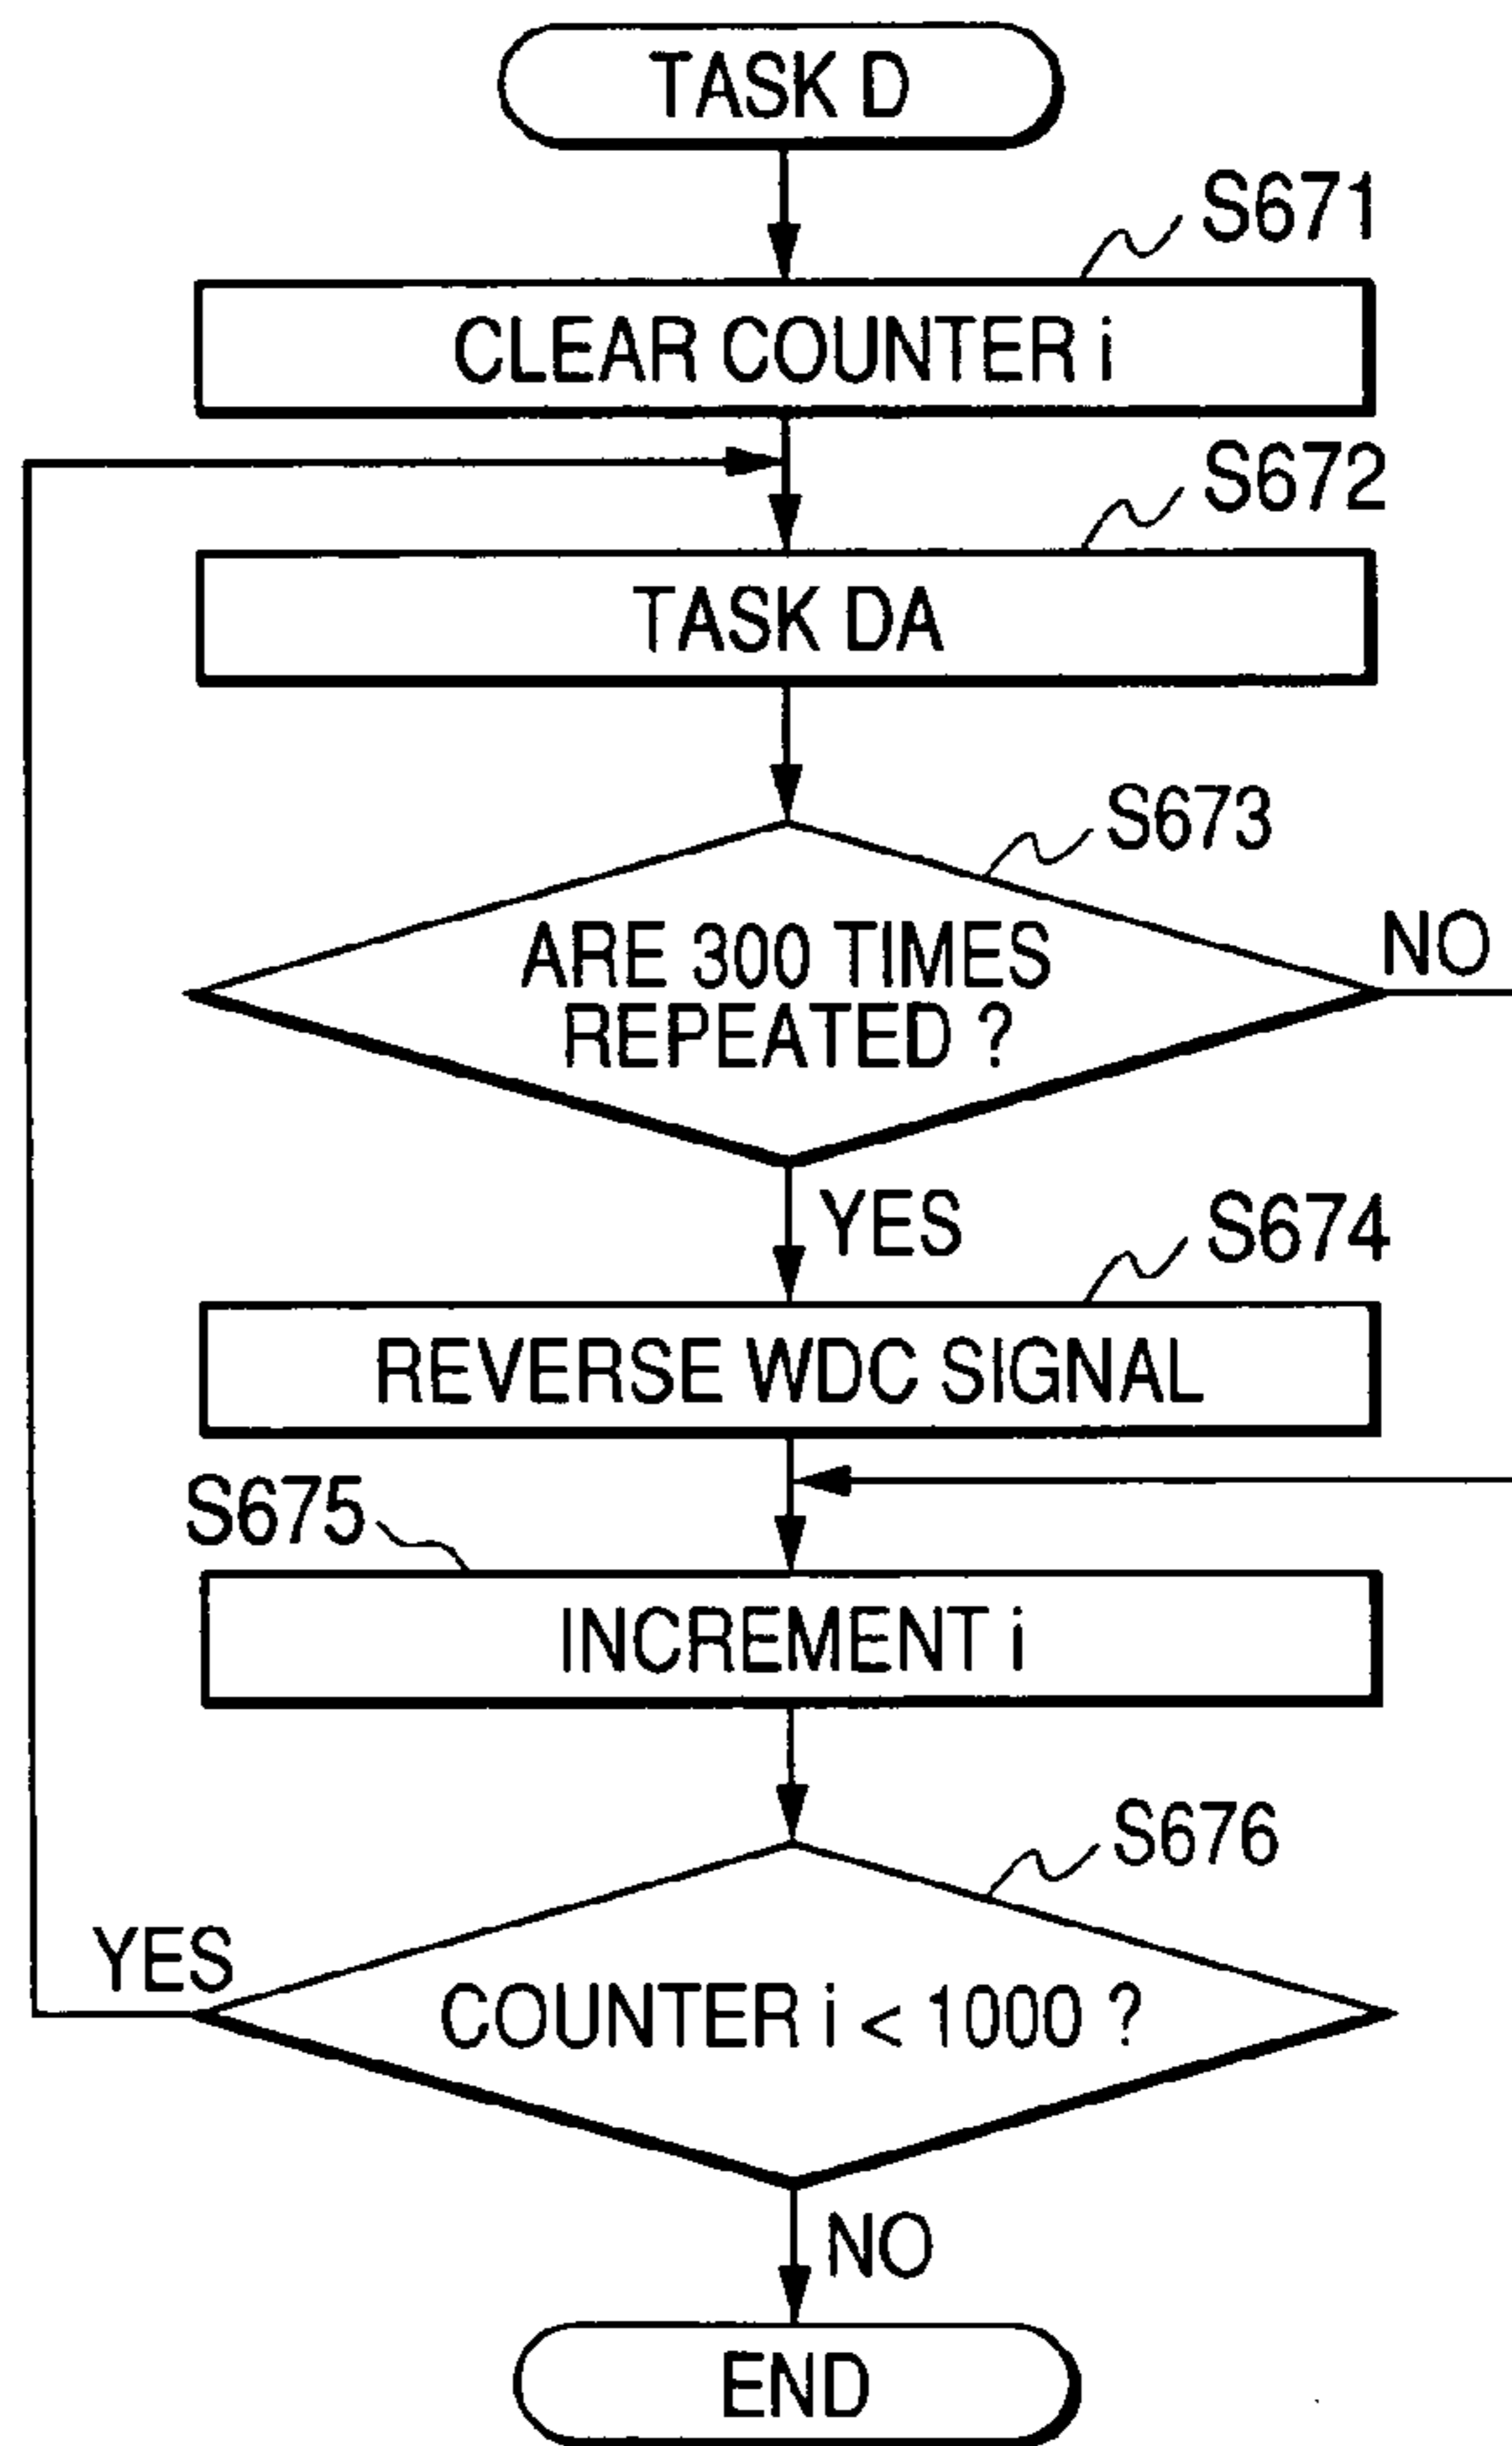 TASK D
S671
CLEAR COUNTER i
S672
TASK DA
S673
ARE 300 TIMES
REPEATED ?
NO
YES
S674
REVERSE WDC SIGNAL
S675
INCREMENT i
S676
YES
COUNTER i < 1000 ?
NO
END